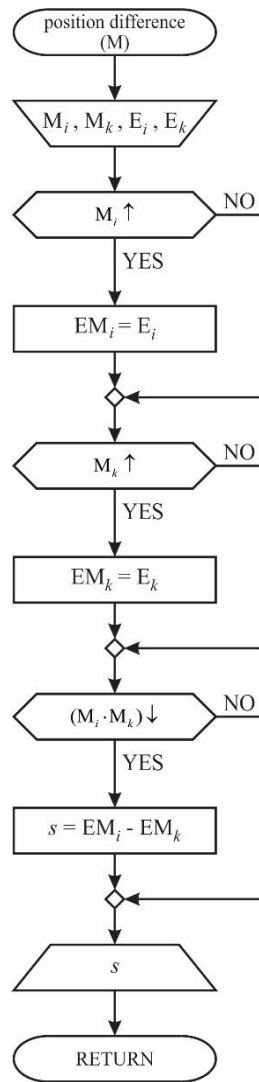 position difference
(M)
M_i , M_k , E_i , E_k
M_i ↑
NO
YES
EM_i = E_i
M_k ↑
NO
YES
EM_k = E_k
(M_i · M_k) ↓
NO
YES
s = EM_i - EM_k
s
RETURN